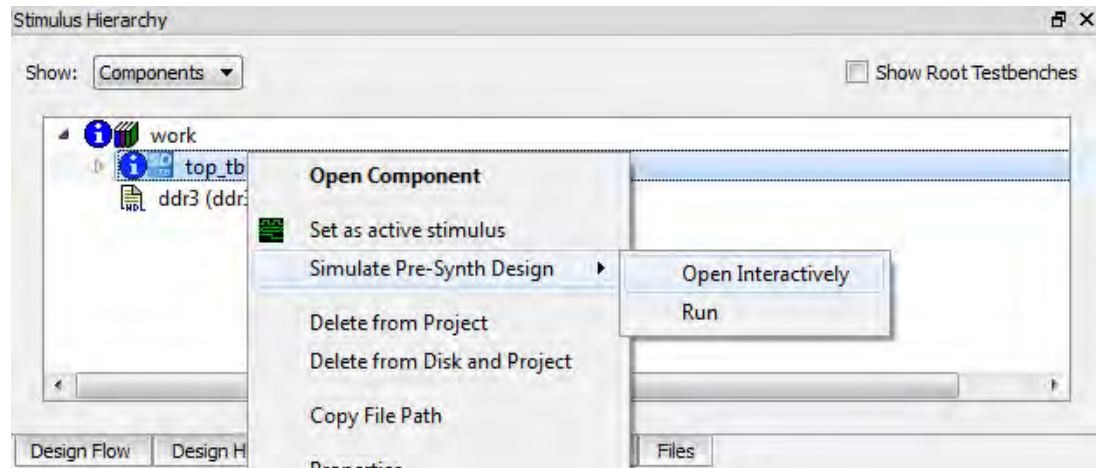 Stimulus Hierarchy
Show: Components Show Root Testbenches
work
top_tb
ddr3 (ddr
Open Component
Set as active stimulus
Simulate Pre-Synth Design
Open Interactively
Run
Delete from Project
Delete from Disk and Project
Copy File Path
Properties
Design Flow Design H Files